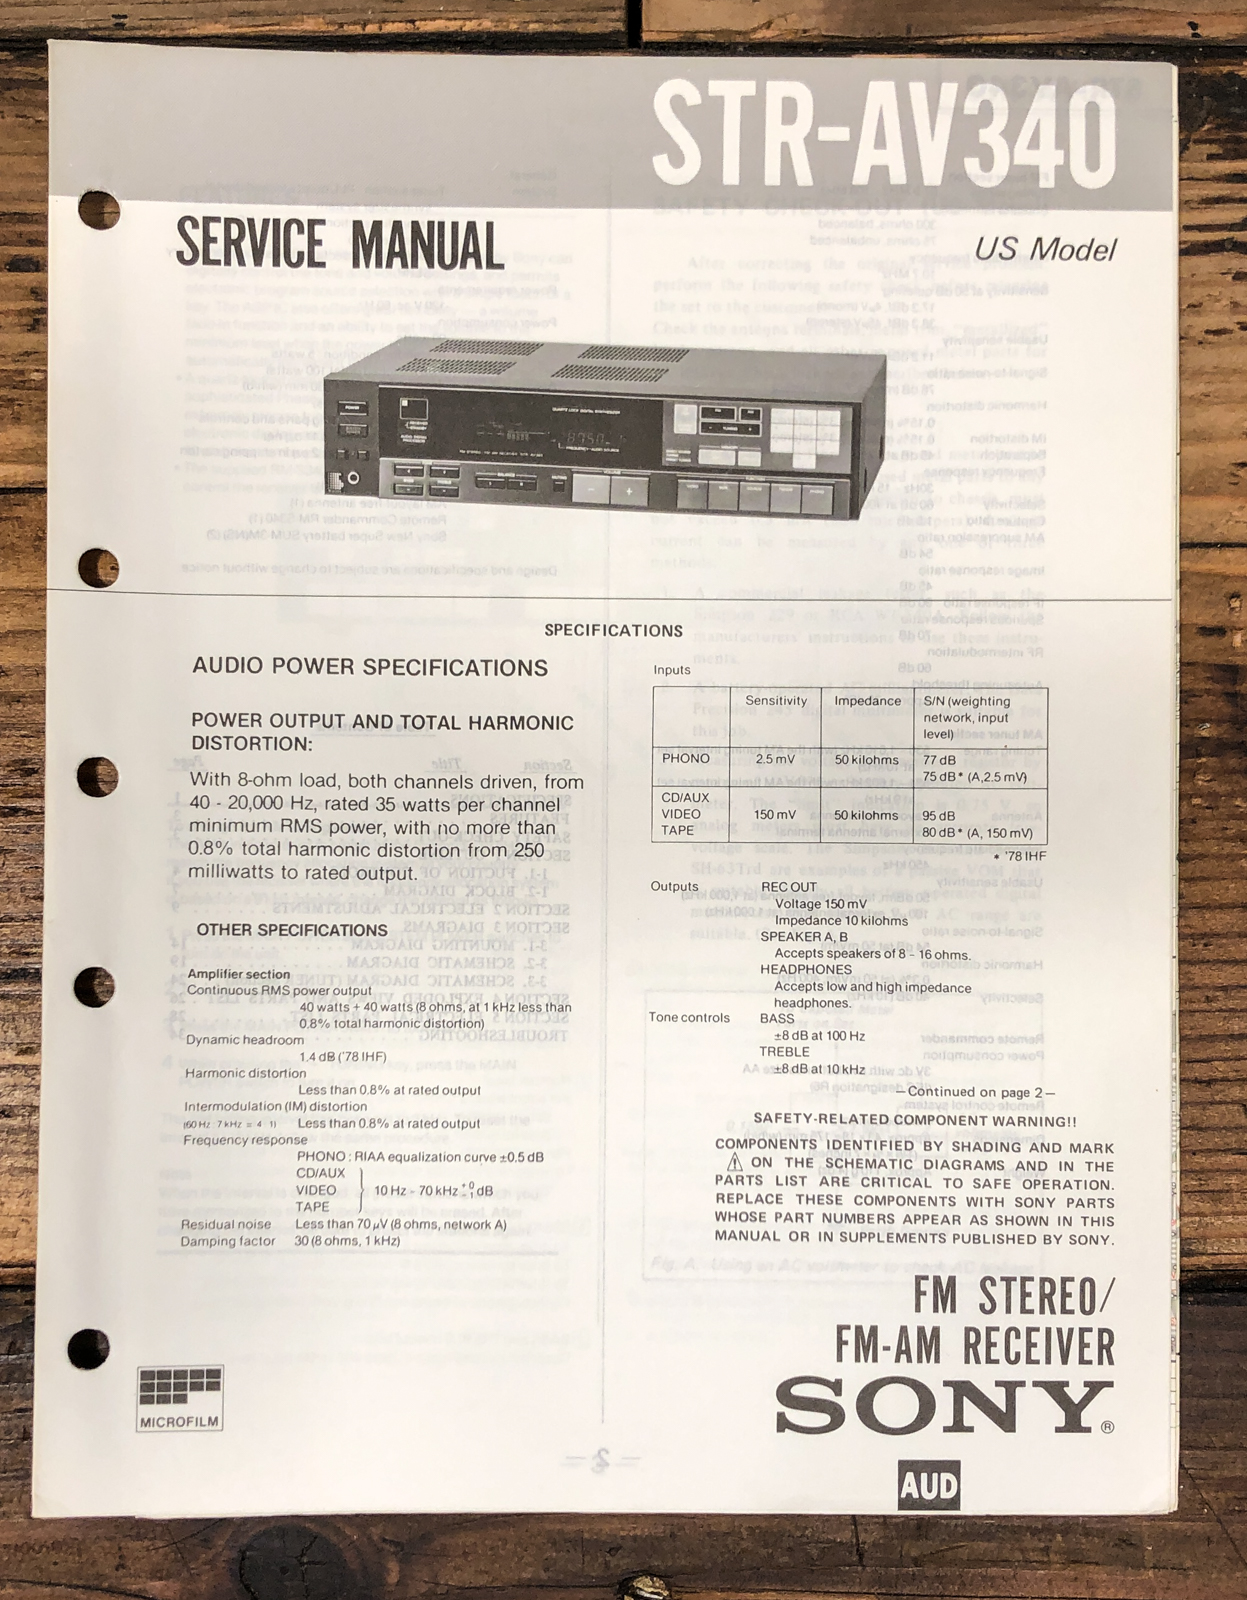 STR-AV340
SERVICE MANUAL
US Model
SPECIFICATIONS
AUDIO POWER SPECIFICATIONS
POWER OUTPUT AND TOTAL HARMONIC
DISTORTION:
With 8-ohm load, both channels driven, from
40 - 20,000 Hz, rated 35 watts per channel
minimum RMS power, with no more than
0.8% total harmonic distortion from 250
milliwatts to rated output.
OTHER SPECIFICATIONS
Amplifier section
Continuous RMS power output
40 watts + 40 watts (8 ohms, at 1 kHz less than
0.8% total harmonic distortion)
Dynamic headroom
1.4 dB ('78 IHF)
Harmonic distortion
Less than 0.8% at rated output
Intermodulation (IM) distortion
(60 Hz : 7 kHz = 4 : 1) Less than 0.8% at rated output
Frequency response
PHONO : RIAA equalization curve ±0.5 dB
CD/AUX
VIDEO 10 Hz - 70 kHz +0 -1 dB
TAPE
Residual noise Less than 70 µV (8 ohms, network A)
Damping factor 30 (8 ohms, 1 kHz)
MICROFILM
Inputs
Sensitivity Impedance S/N (weighting
network, input
level)
PHONO 2.5 mV 50 kilohms 77 dB
75 dB* (A, 2.5 mV)
CD/AUX
VIDEO 150 mV 50 kilohms 95 dB
TAPE 80 dB* (A, 150 mV)
* '78 IHF
Outputs REC OUT
Voltage 150 mV
Impedance 10 kilohms
SPEAKER A, B
Accepts speakers of 8 - 16 ohms.
HEADPHONES
Accepts low and high impedance
headphones.
Tone controls BASS
±8 dB at 100 Hz
TREBLE
±8 dB at 10 kHz
— Continued on page 2 —
SAFETY-RELATED COMPONENT WARNING!!
COMPONENTS IDENTIFIED BY SHADING AND MARK
⚠ ON THE SCHEMATIC DIAGRAMS AND IN THE
PARTS LIST ARE CRITICAL TO SAFE OPERATION.
REPLACE THESE COMPONENTS WITH SONY PARTS
WHOSE PART NUMBERS APPEAR AS SHOWN IN THIS
MANUAL OR IN SUPPLEMENTS PUBLISHED BY SONY.
FM STEREO/
FM-AM RECEIVER
SONY®
AUD